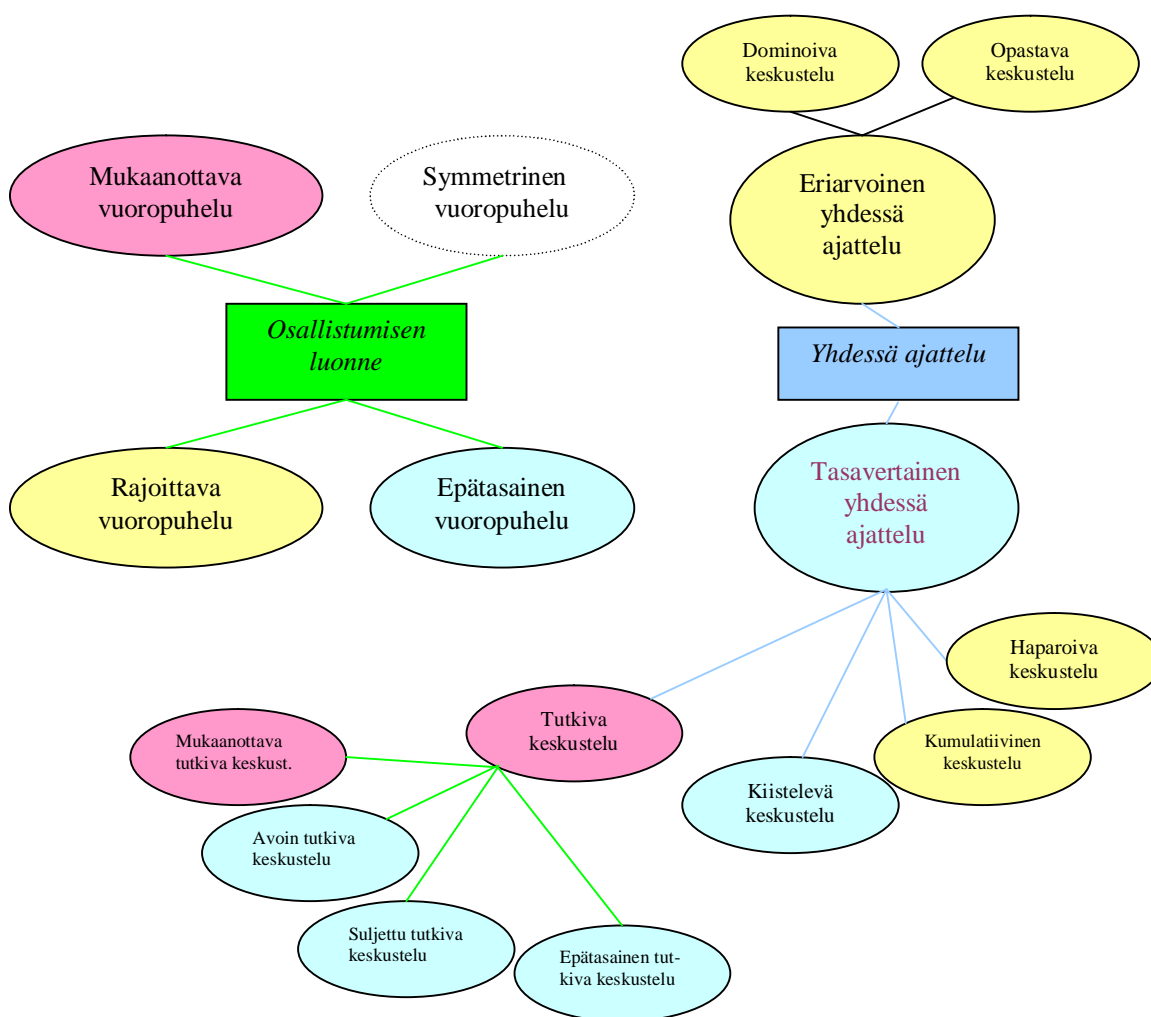 Dominoiva
keskustelu
Opastava
keskustelu
Mukaanottava
vuoropuhelu
Symmetrinen
vuoropuhelu
Eriarvoinen
yhdessä
ajattelu
Osallistumisen
luonne
Yhdessä ajattelu
Rajoittava
vuoropuhelu
Epätasainen
vuoropuhelu
Tasavertainen
yhdessä
ajattelu
Haparoiva
keskustelu
Tutkiva
keskustelu
Mukaanottava
tutkiva keskust.
Kumulatiivinen
keskustelu
Kiistelevä
keskustelu
Avoin tutkiva
keskustelu
Suljettu tutkiva
keskustelu
Epätasainen tut-
kiva keskustelu